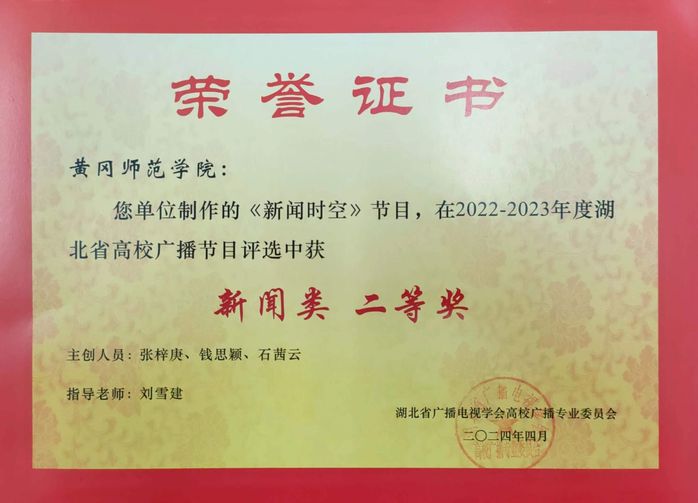 荣誉证书
黄冈师范学院：
您单位制作的《新闻时空》节目，在2022-2023年度湖
北省高校广播节目评选中获
新闻类 二等奖
主创人员：张梓庚、钱思颖、石茜云
指导老师：刘雪建
湖北省广播电视学会高校广播专业委员会
二〇二四年四月